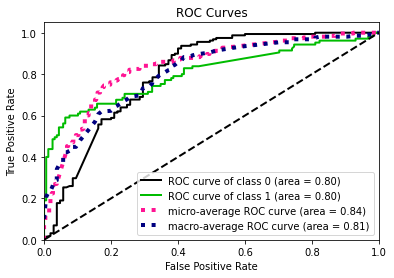 ROC Curves
1.0
0.8
0.6
0.4
0.2
0.0
True Positive Rate
ROC curve of class 0 (area = 0.80)
ROC curve of class 1 (area = 0.80)
micro-average ROC curve (area = 0.84)
macro-average ROC curve (area = 0.81)
0.0 0.2 0.4 0.6 0.8 1.0
False Positive Rate